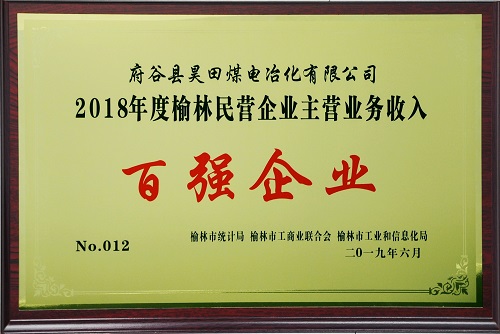 府谷县昊田煤电冶化有限公司
2018年度榆林民营企业主营业务收入
百强企业
No.012
榆林市统计局 榆林市工商业联合会 榆林市工业和信息化局
二〇一九年六月